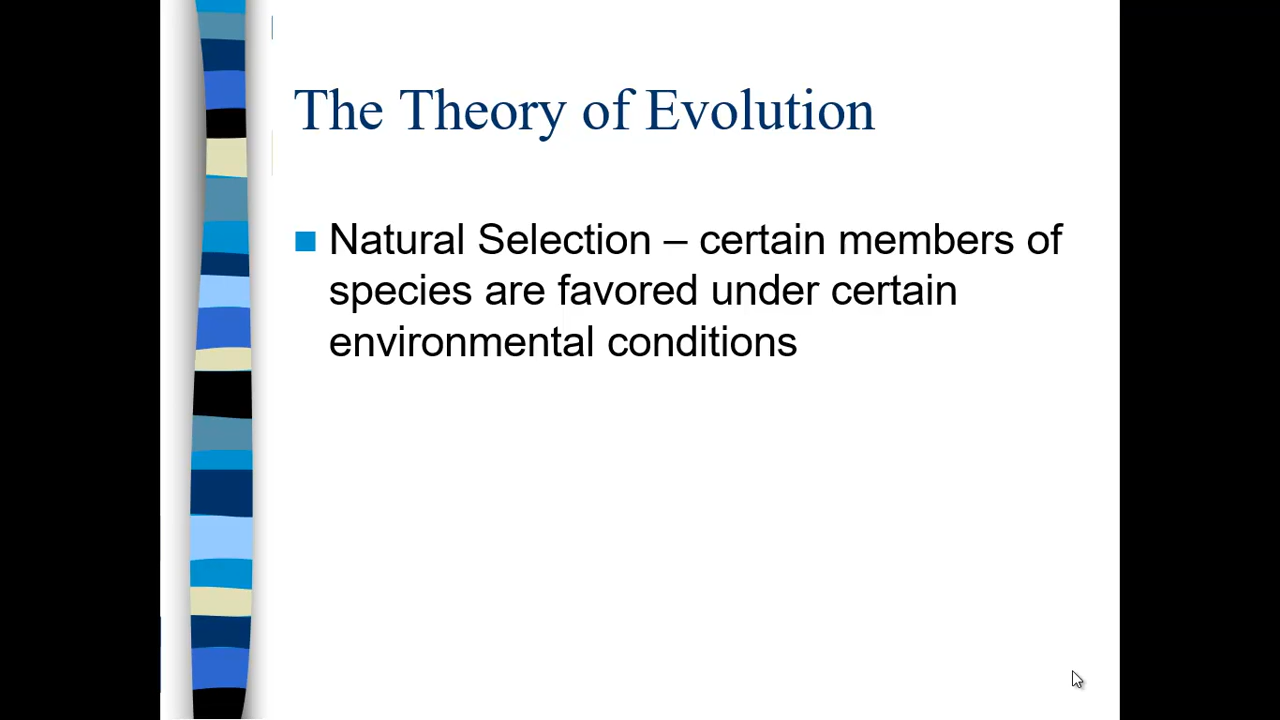 The Theory of Evolution
Natural Selection – certain members of
species are favored under certain
environmental conditions